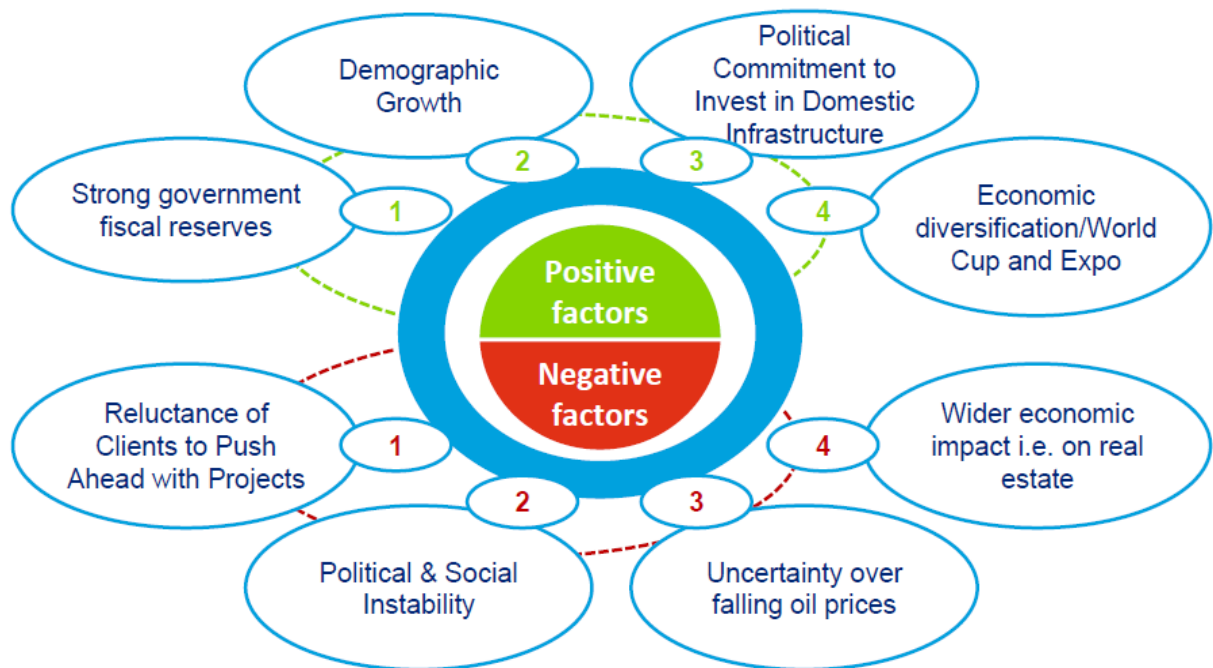 Demographic
Growth
2
Political
Commitment to
Invest in Domestic
Infrastructure
3
Strong government
fiscal reserves
1
Economic
diversification/World
Cup and Expo
4
Positive
factors
Negative
factors
Reluctance of
Clients to Push
Ahead with Projects
1
Wider economic
impact i.e. on real
estate
4
Political & Social
Instability
2
Uncertainty over
falling oil prices
3